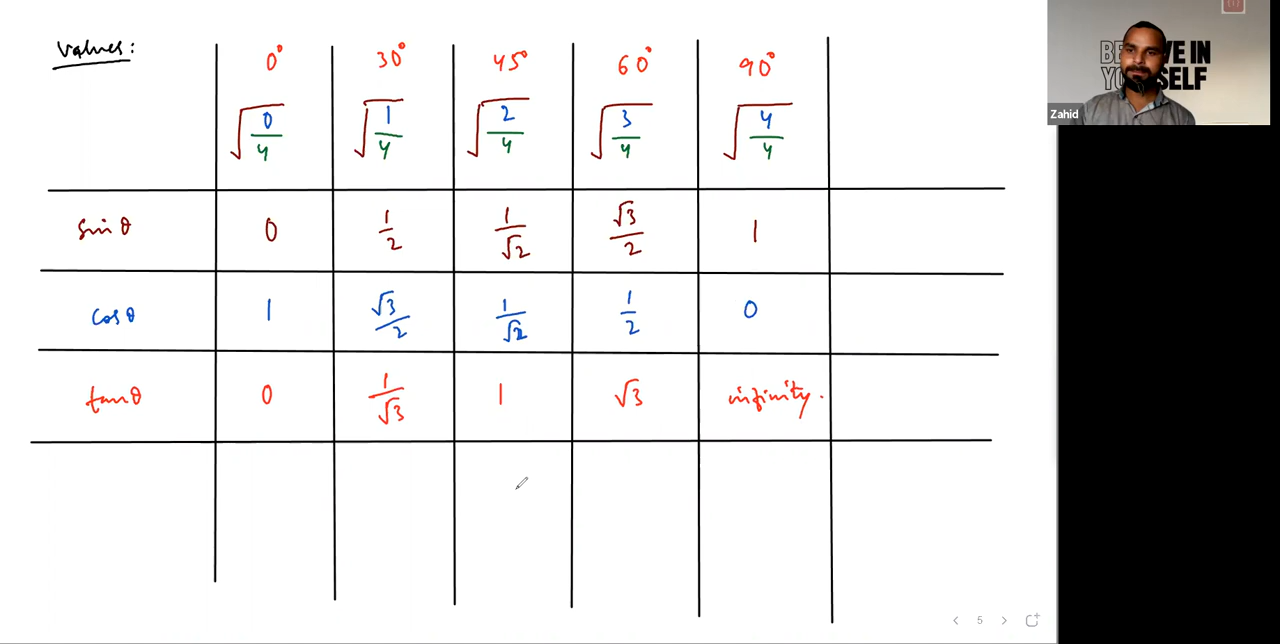 values:
0° 30° 45° 60° 90°
√(0/4) √(1/4) √(2/4) √(3/4) √(4/4)
sin θ 0 1/2 1/√2 √3/2 1
cos θ 1 √3/2 1/√2 1/2 0
tan θ 0 1/√3 1 √3 infinity.
IN
YO SELF
Zahid
5